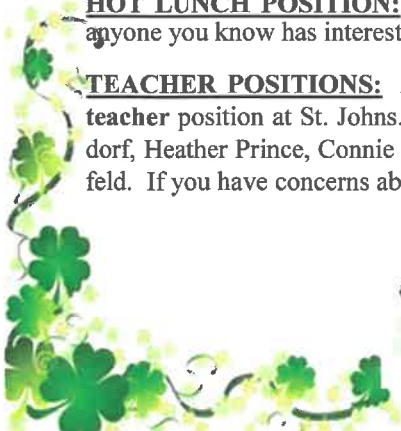 HOT LUNCH POSITION:
anyone you know has interest
TEACHER POSITIONS:
teacher position at St. Johns.
dorf, Heather Prince, Connie
feld. If you have concerns ab